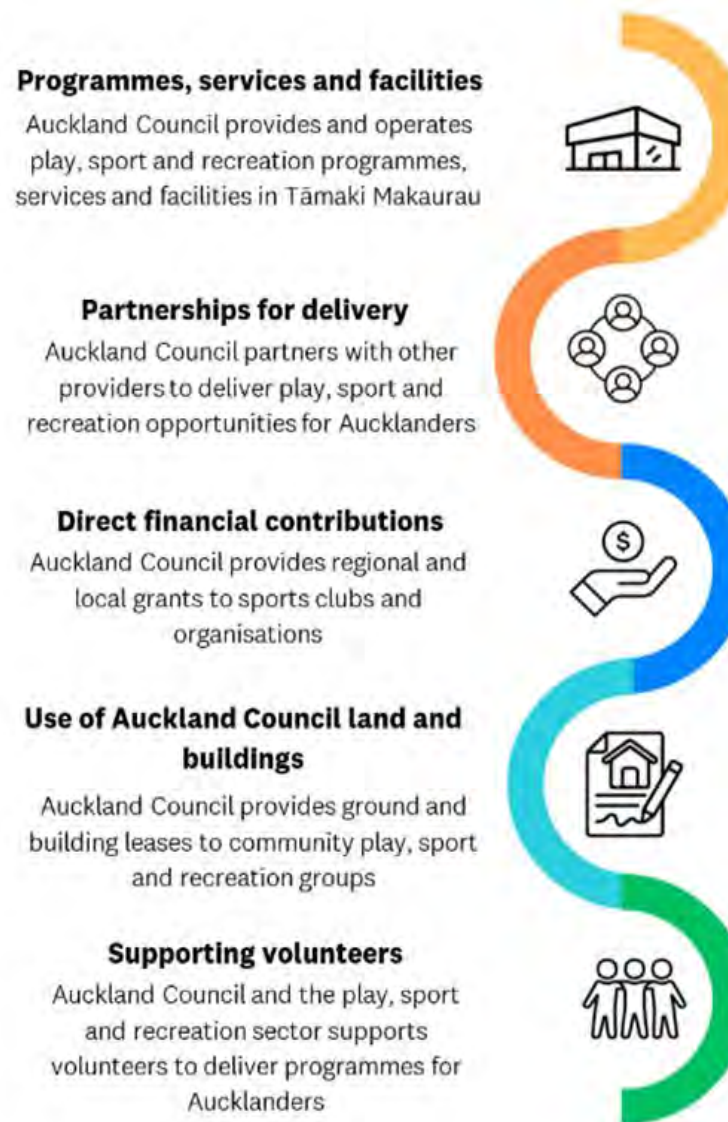 Programmes, services and facilities
Auckland Council provides and operates
play, sport and recreation programmes,
services and facilities in Tāmaki Makaurau
Partnerships for delivery
Auckland Council partners with other
providers to deliver play, sport and
recreation opportunities for Aucklanders
Direct financial contributions
Auckland Council provides regional and
local grants to sports clubs and
organisations
$
Use of Auckland Council land and
buildings
Auckland Council provides ground and
building leases to community play, sport
and recreation groups
Supporting volunteers
Auckland Council and the play, sport
and recreation sector supports
volunteers to deliver programmes for
Aucklanders